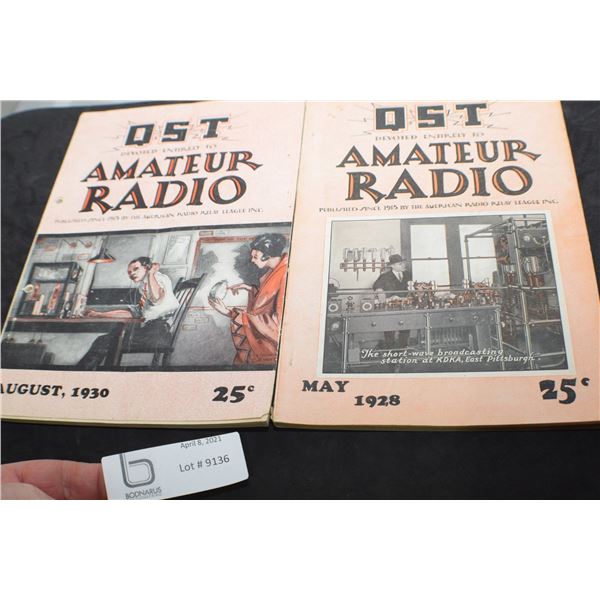 QST
DEVOTED ENTIRELY TO
AMATEUR
RADIO
PUBLISHED SINCE 1915 BY THE AMERICAN RADIO RELAY LEAGUE INC.
AUGUST, 1930 25¢
QST
DEVOTED ENTIRELY TO
AMATEUR
RADIO
PUBLISHED SINCE 1915 BY THE AMERICAN RADIO RELAY LEAGUE INC.
The short-wave broadcasting
station at KDKA, East Pittsburgh.
MAY
1928 25¢
April 8, 2021
Lot # 9136
b
BODNARUS